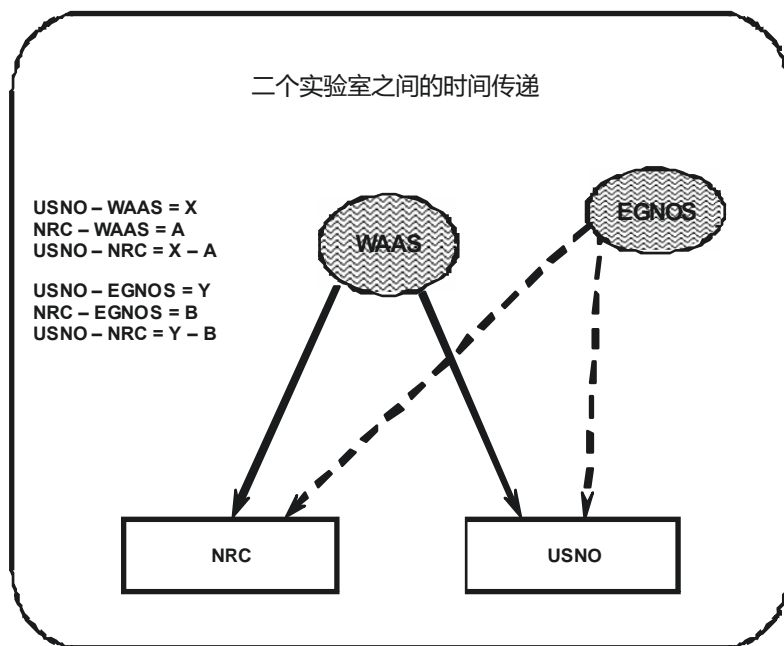 二个实验室之间的时间传递
USNO – WAAS = X
NRC – WAAS = A
USNO – NRC = X – A
USNO – EGNOS = Y
NRC – EGNOS = B
USNO – NRC = Y – B
WAAS
EGNOS
NRC
USNO